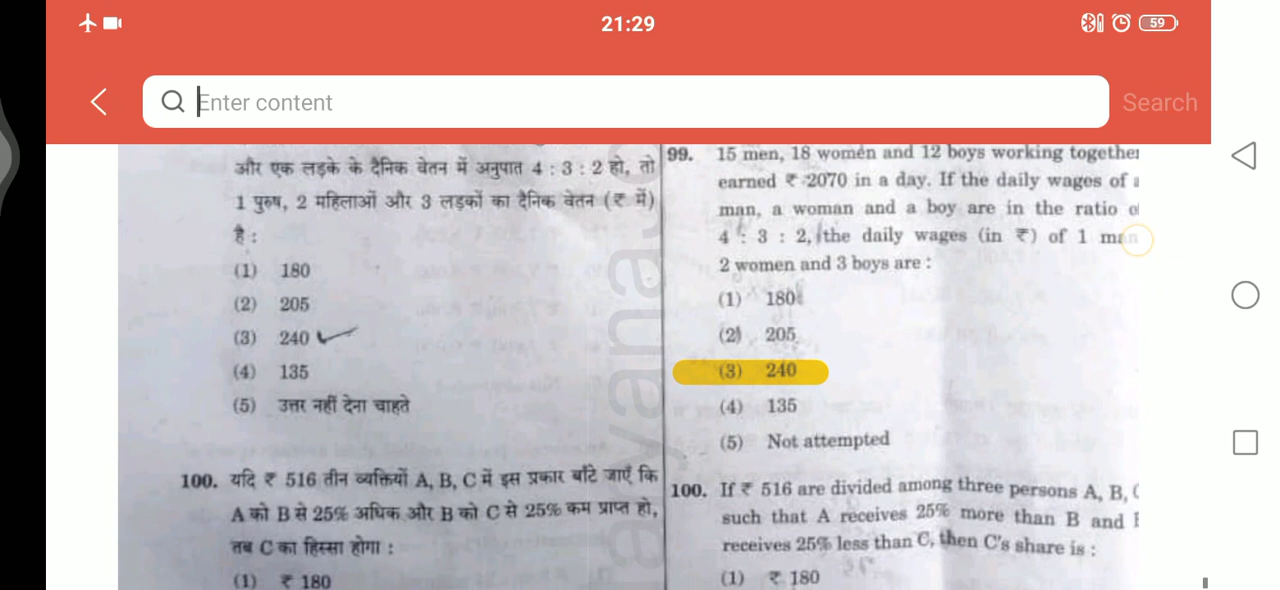 21:29
59
Enter content
Search
और एक लड़के के दैनिक वेतन में अनुपात 4 : 3 : 2 हो, तो
1 पुरुष, 2 महिलाओं और 3 लड़कों का दैनिक वेतन (₹ में)
है :
(1) 180
(2) 205
(3) 240
(4) 135
(5) उत्तर नहीं देना चाहते
100. यदि ₹ 516 तीन व्यक्तियों A, B, C में इस प्रकार बाँटे जाएँ कि
A को B से 25% अधिक और B को C से 25% कम प्राप्त हो,
तब C का हिस्सा होगा :
(1) ₹ 180
99. 15 men, 18 women and 12 boys working together
earned ₹ 2070 in a day. If the daily wages of a
man, a woman and a boy are in the ratio of
4 : 3 : 2, the daily wages (in ₹) of 1 man
2 women and 3 boys are :
(1) 180
(2) 205
(3) 240
(4) 135
(5) Not attempted
100. If ₹ 516 are divided among three persons A, B,
such that A receives 25% more than B and
receives 25% less than C, then C's share is :
(1) ₹ 180